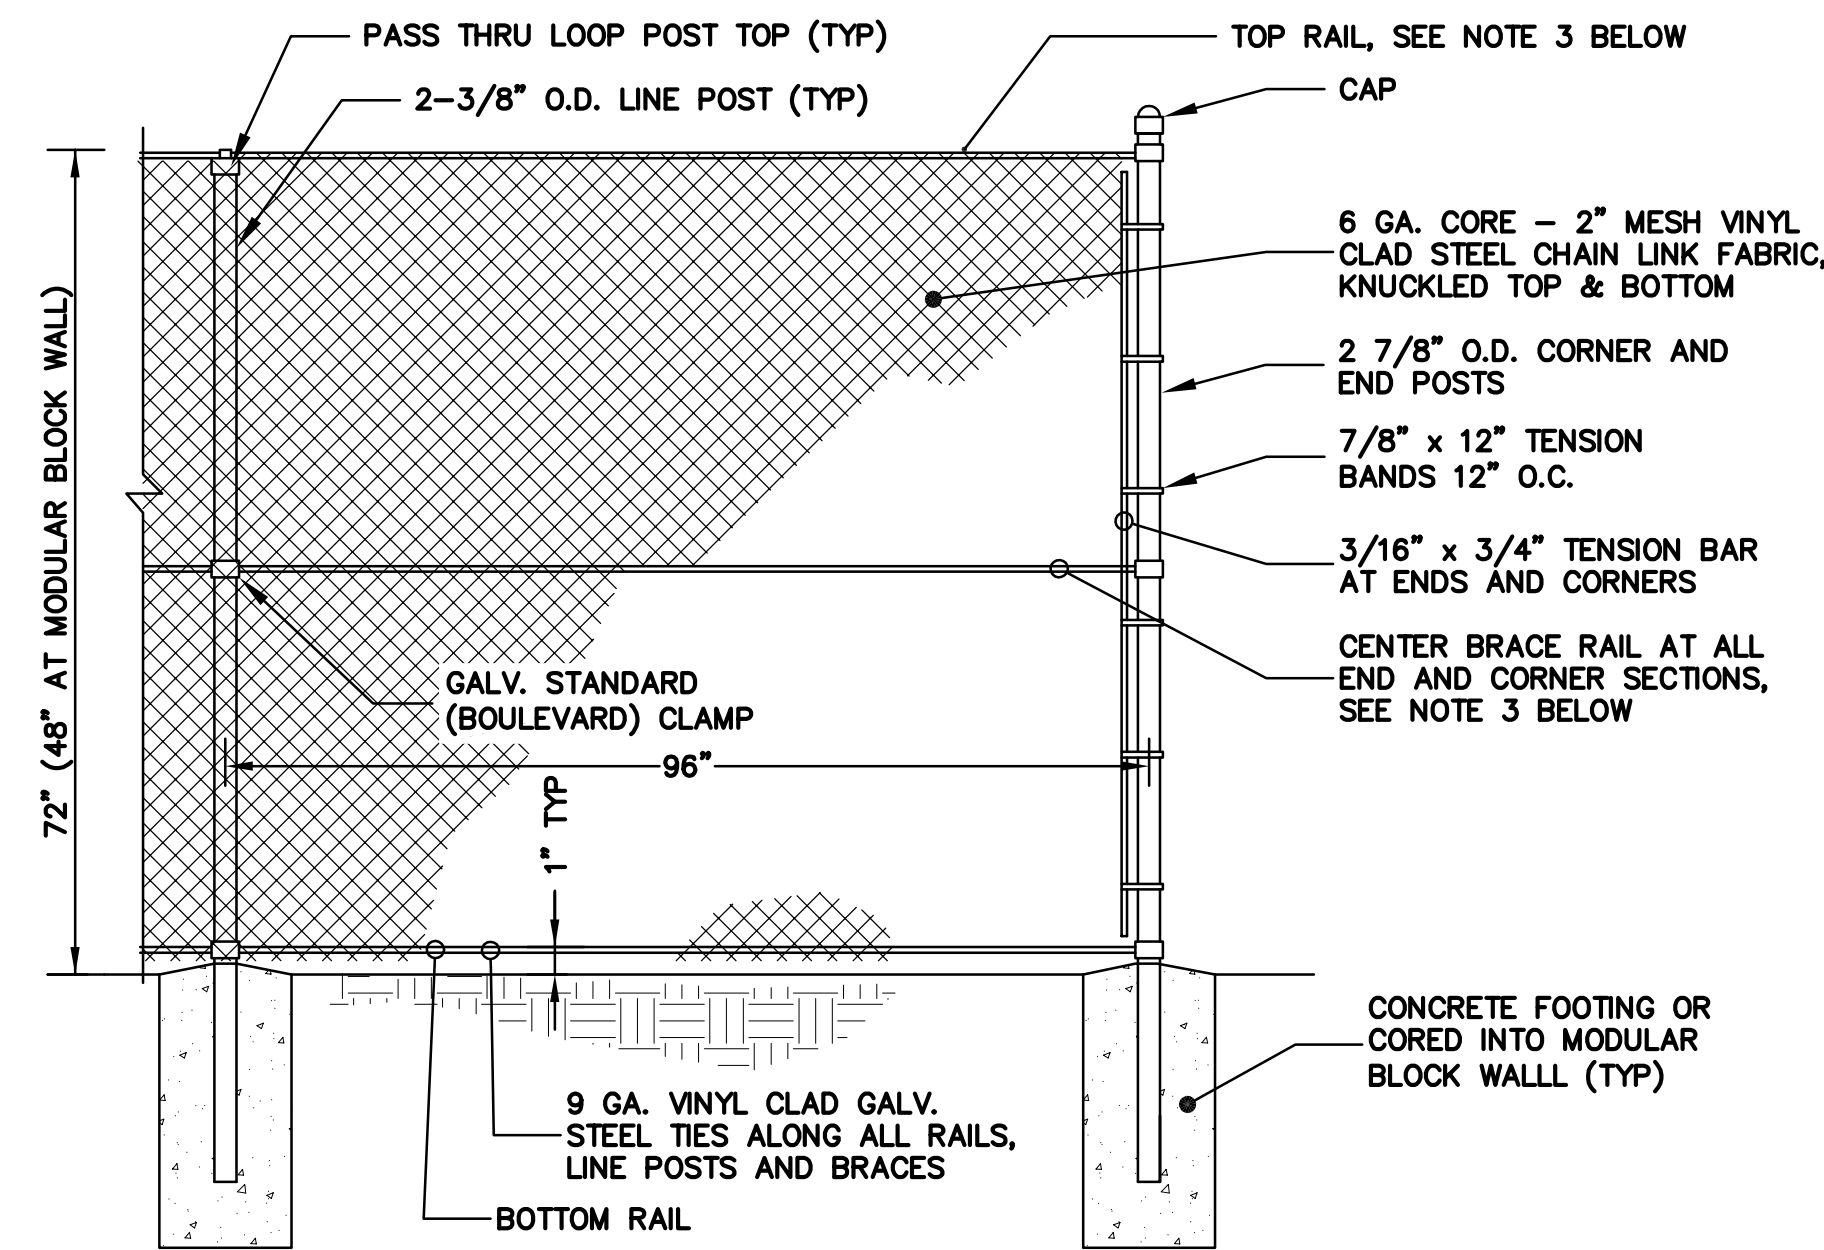 PASS THRU LOOP POST TOP (TYP)
2-3/8" O.D. LINE POST (TYP)
TOP RAIL, SEE NOTE 3 BELOW
CAP
6 GA. CORE - 2" MESH VINYL
CLAD STEEL CHAIN LINK FABRIC,
KNUCKLED TOP & BOTTOM
2 7/8" O.D. CORNER AND
END POSTS
7/8" x 12" TENSION
BANDS 12" O.C.
3/16" x 3/4" TENSION BAR
AT ENDS AND CORNERS
CENTER BRACE RAIL AT ALL
END AND CORNER SECTIONS,
SEE NOTE 3 BELOW
72" (48" AT MODULAR BLOCK WALL)
GALV. STANDARD
(BOULEVARD) CLAMP
96"
1" TYP
CONCRETE FOOTING OR
CORED INTO MODULAR
BLOCK WALLL (TYP)
9 GA. VINYL CLAD GALV.
STEEL TIES ALONG ALL RAILS,
LINE POSTS AND BRACES
BOTTOM RAIL